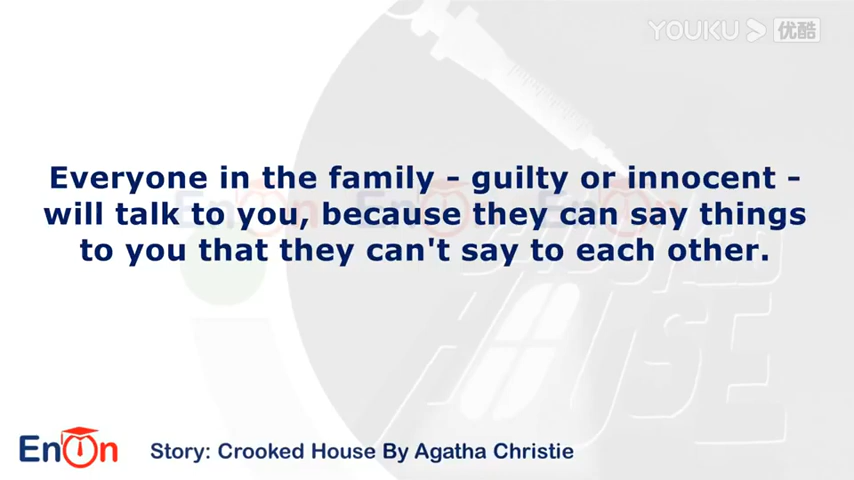 YOUKU 优酷
Everyone in the family - guilty or innocent -
will talk to you, because they can say things
to you that they can't say to each other.
EnOn
Story: Crooked House By Agatha Christie